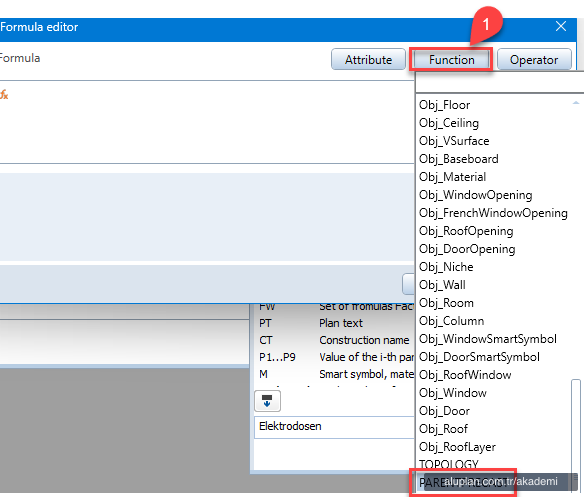 Formula editor
Formula
1
Attribute
Function
Operator
fx
Obj_Floor
Obj_Ceiling
Obj_VSurface
Obj_Baseboard
Obj_Material
Obj_WindowOpening
Obj_FrenchWindowOpening
Obj_RoofOpening
Obj_DoorOpening
Obj_Niche
Obj_Wall
Obj_Room
Obj_Column
Obj_WindowSmartSymbol
Obj_DoorSmartSymbol
Obj_RoofWindow
Obj_Window
Obj_Door
Obj_Roof
Obj_RoofLayer
TOPOLOGY
aluplan.com.tr/akademi
FW Set of fromulas Fac
PT Plan text
CT Construction name
P1...P9 Value of the i-th par
M Smart symbol, mate
Elektrodosen